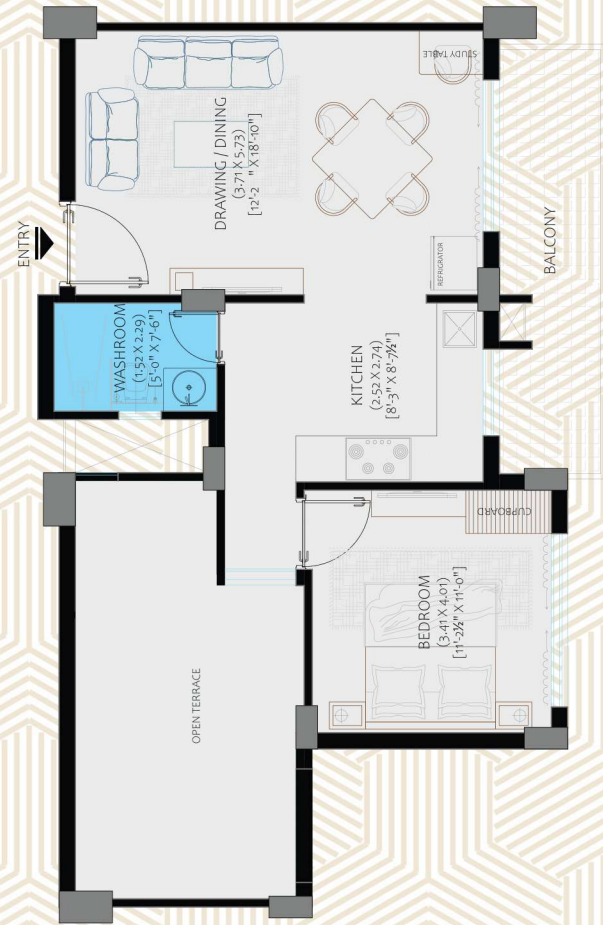 ENTRY
DRAWING / DINING
(3.71 X 5.73)
[12'-2 " X 18'-10"]
STUDY TABLE
REFRIGRATOR
BALCONY
WASHROOM
(1.52 X 2.29)
[5'-0" X 7'-6"]
KITCHEN
(2.52 X 2.74)
[8'-3" X 8'-7½"]
CUPBOARD
BEDROOM
(3.41 X 4.01)
[11'-2½" X 11'-0"]
OPEN TERRACE